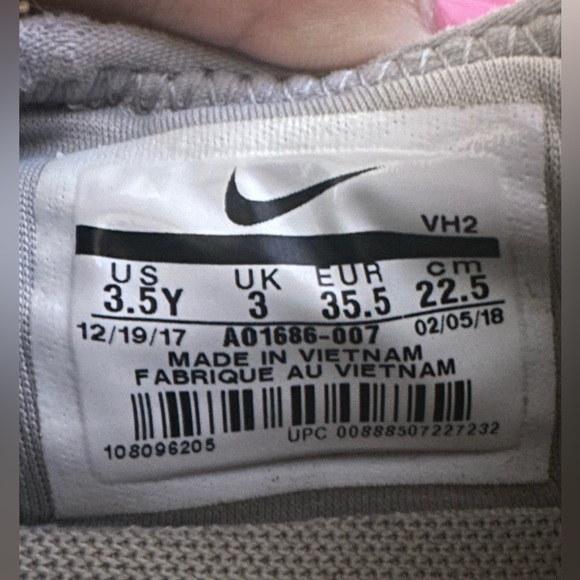 VH2
US UK EUR cm
3.5Y 3 35.5 22.5
12/19/17 AO1686-007 02/05/18
MADE IN VIETNAM
FABRIQUE AU VIETNAM
108096205 UPC 00888507227232